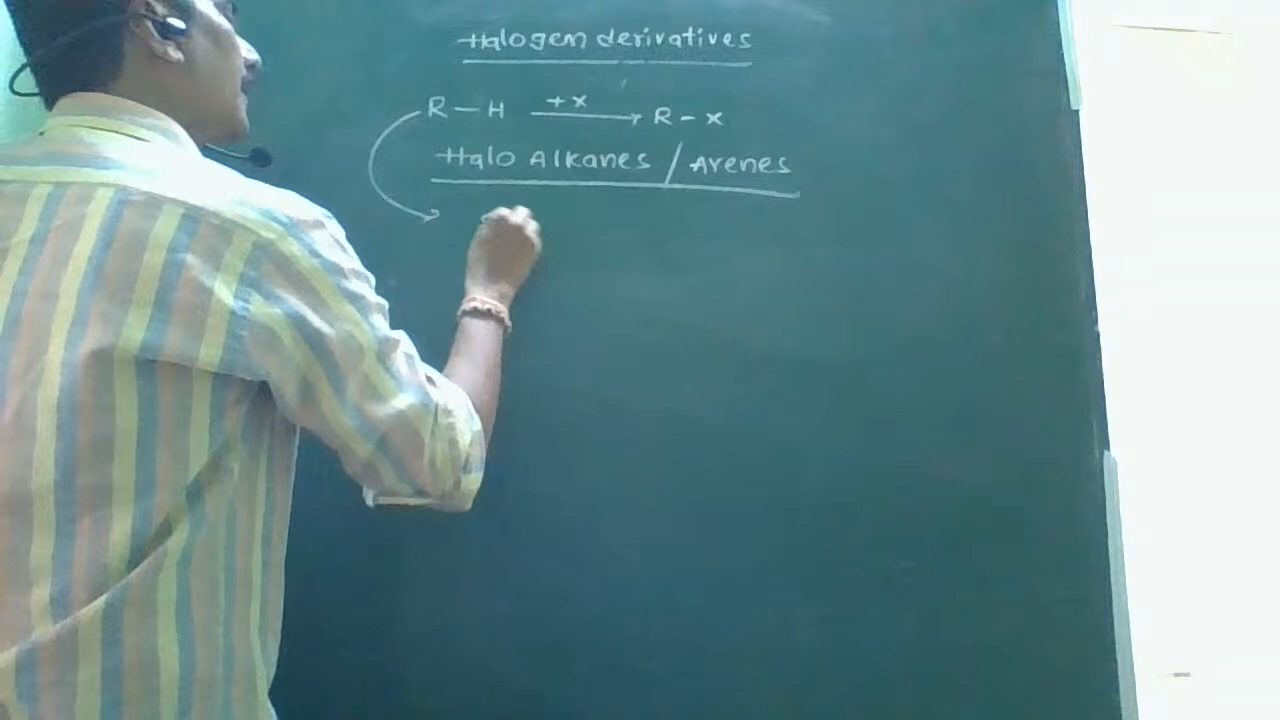 Halogen derivatives
R - H +x → R - x
Halo Alkanes / Arenes